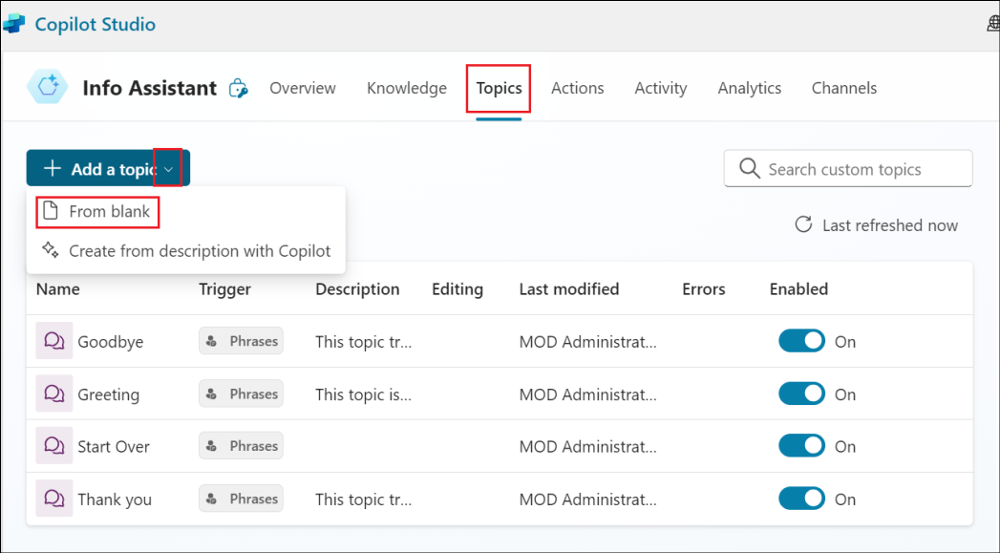 Copilot Studio
Info Assistant Overview Knowledge Topics Actions Activity Analytics Channels
Add a topic Search custom topics
From blank
Last refreshed now
Create from description with Copilot
Name Trigger Description Editing Last modified Errors Enabled
Goodbye Phrases This topic tr... MOD Administrat... On
Greeting Phrases This topic is... MOD Administrat... On
Start Over Phrases MOD Administrat... On
Thank you Phrases This topic tr... MOD Administrat... On